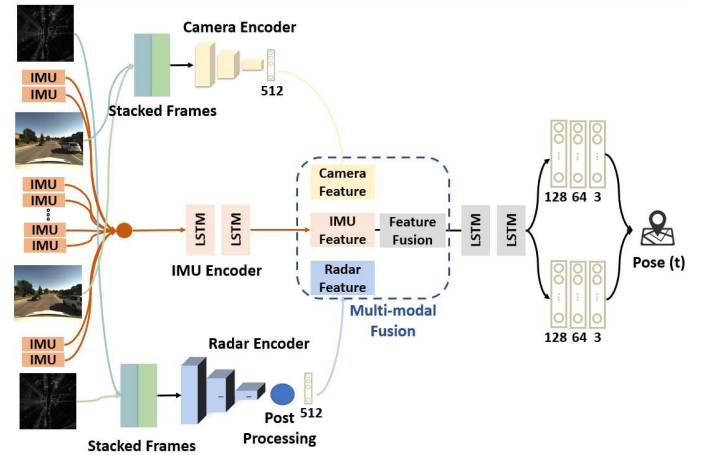 Camera Encoder
IMU
IMU
Stacked Frames
512
IMU
IMU
IMU
IMU
LSTM
LSTM
IMU Encoder
Camera
Feature
IMU
Feature
Radar
Feature
Feature
Fusion
Multi-modal
Fusion
LSTM
LSTM
128 64 3
128 64 3
Pose (t)
IMU
IMU
Radar Encoder
Stacked Frames
Post
Processing
512